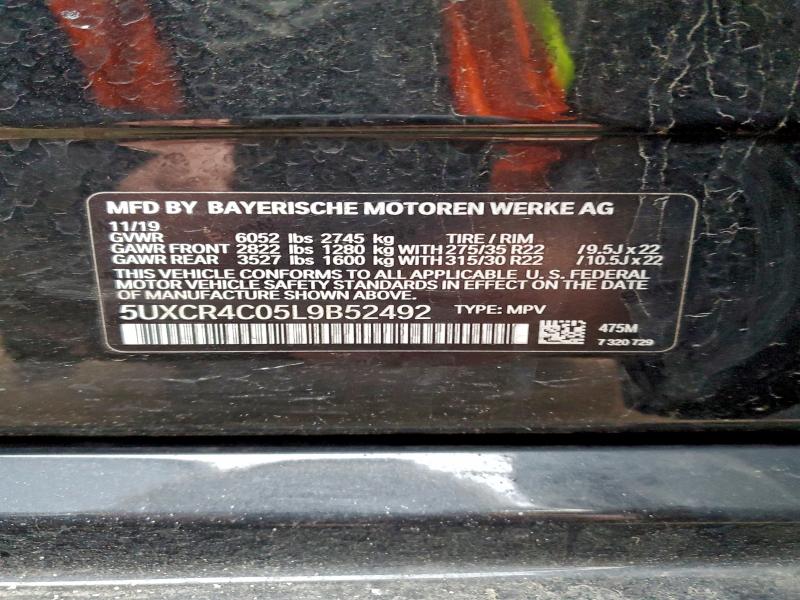 MFD BY BAYERISCHE MOTOREN WERKE AG
11/19
GVWR 6052 lbs 2745 kg TIRE / RIM
GAWR FRONT 2822 lbs 1280 kg WITH 275/35 R22 / 9.5J x 22
GAWR REAR 3527 lbs 1600 kg WITH 315/30 R22 / 10.5J x 22
THIS VEHICLE CONFORMS TO ALL APPLICABLE U. S. FEDERAL
MOTOR VEHICLE SAFETY STANDARDS IN EFFECT ON THE DATE
OF MANUFACTURE SHOWN ABOVE.
5UXCR4C05L9B52492 TYPE: MPV
475M
7 320 729